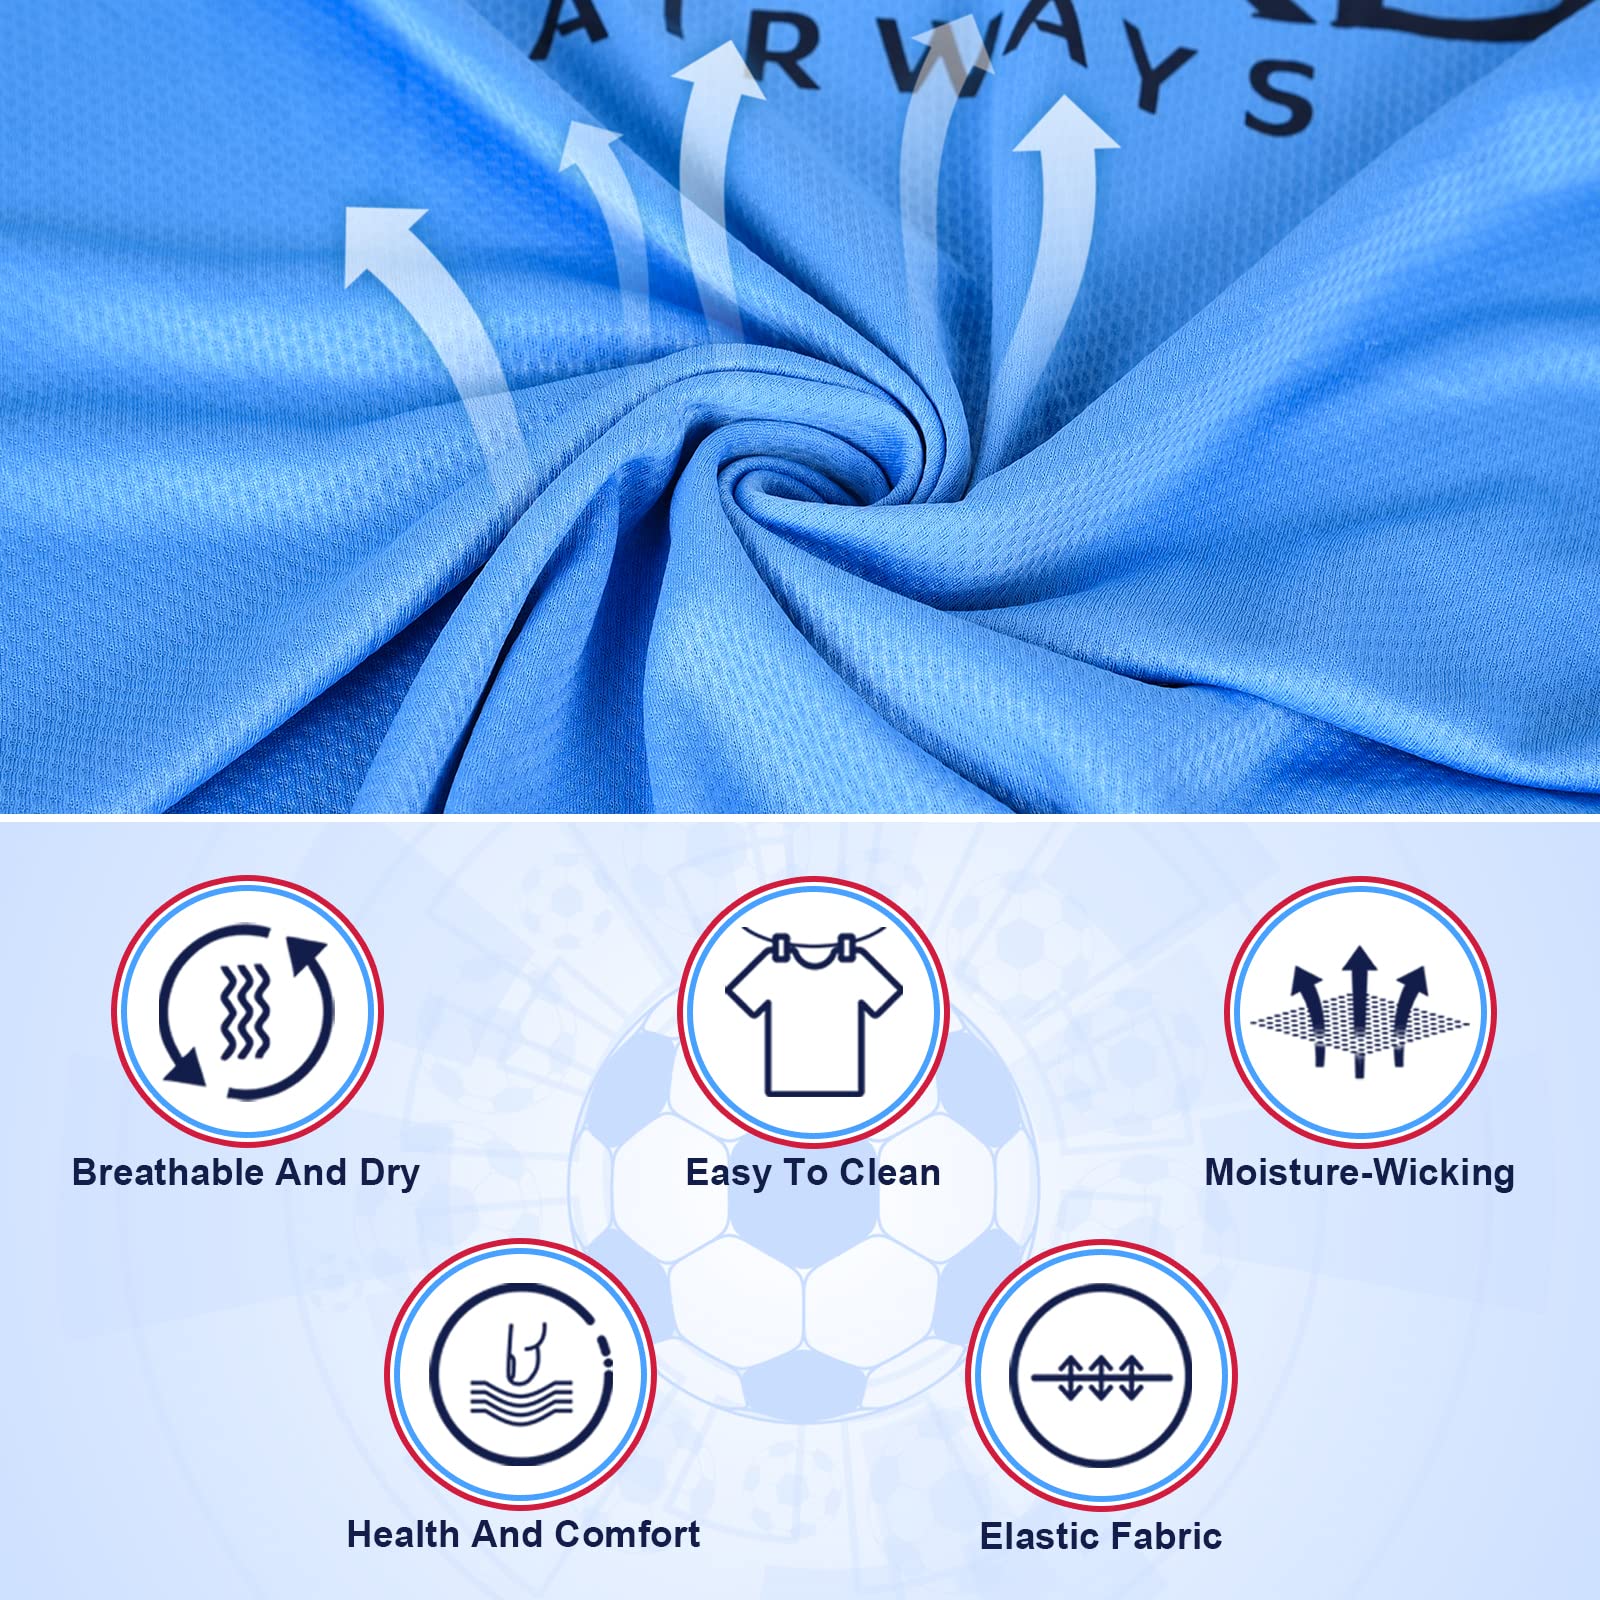 AIRWAYS
Breathable And Dry
Easy To Clean
Moisture-Wicking
Health And Comfort
Elastic Fabric